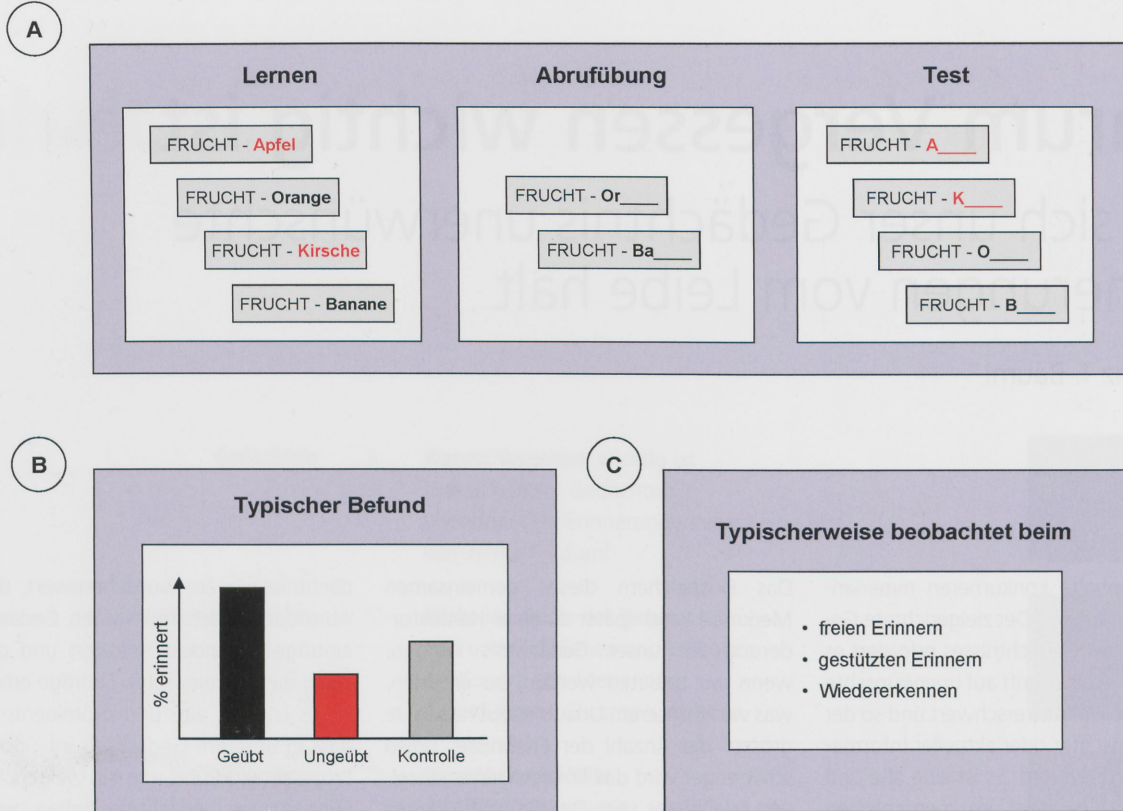 A
Lernen
Abrufübung
Test
FRUCHT - Apfel
FRUCHT - Orange
FRUCHT - Kirsche
FRUCHT - Banane
FRUCHT - Or____
FRUCHT - Ba____
FRUCHT - A____
FRUCHT - K____
FRUCHT - O____
FRUCHT - B____
B
Typischer Befund
% erinnert
Geübt
Ungeübt
Kontrolle
C
Typischerweise beobachtet beim
• freien Erinnern
• gestützten Erinnern
• Wiedererkennen